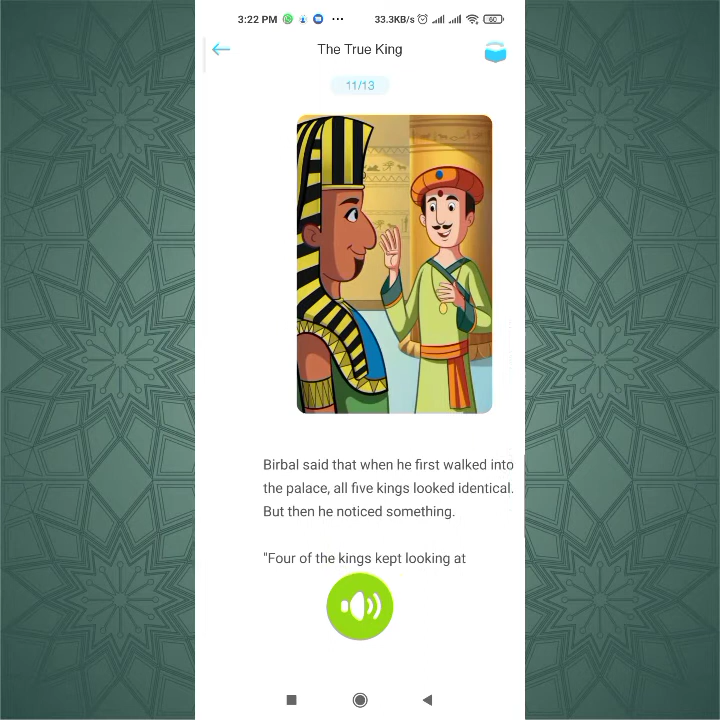 3:22 PM
33.3KB/s
60
The True King
11/13
Birbal said that when he first walked into
the palace, all five kings looked identical.
But then he noticed something.
"Four of the kings kept looking at